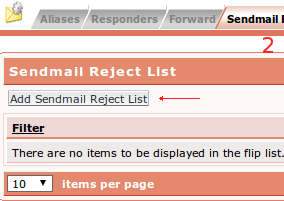 Aliases Responders Forward Sendmail
2
Sendmail Reject List
Add Sendmail Reject List
Filter
There are no items to be displayed in the flip list.
10 items per page